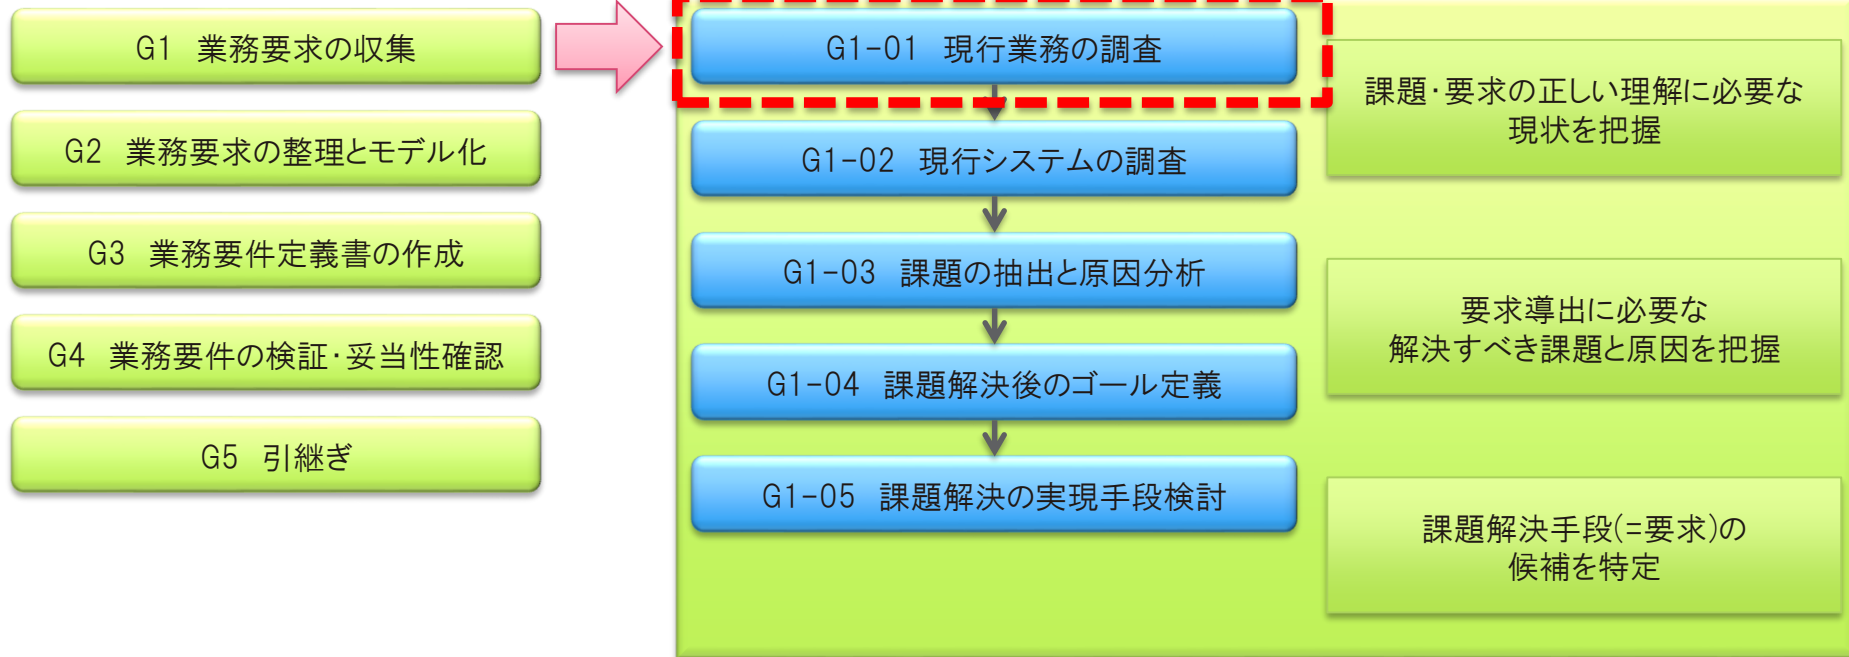 G1 業務要求の収集
G2 業務要求の整理とモデル化
G3 業務要件定義書の作成
G4 業務要件の検証・妥当性確認
G5 引継ぎ
G1-01 現行業務の調査
G1-02 現行システムの調査
G1-03 課題の抽出と原因分析
G1-04 課題解決後のゴール定義
G1-05 課題解決の実現手段検討
課題・要求の正しい理解に必要な
現状を把握
要求導出に必要な
解決すべき課題と原因を把握
課題解決手段(=要求)の
候補を特定